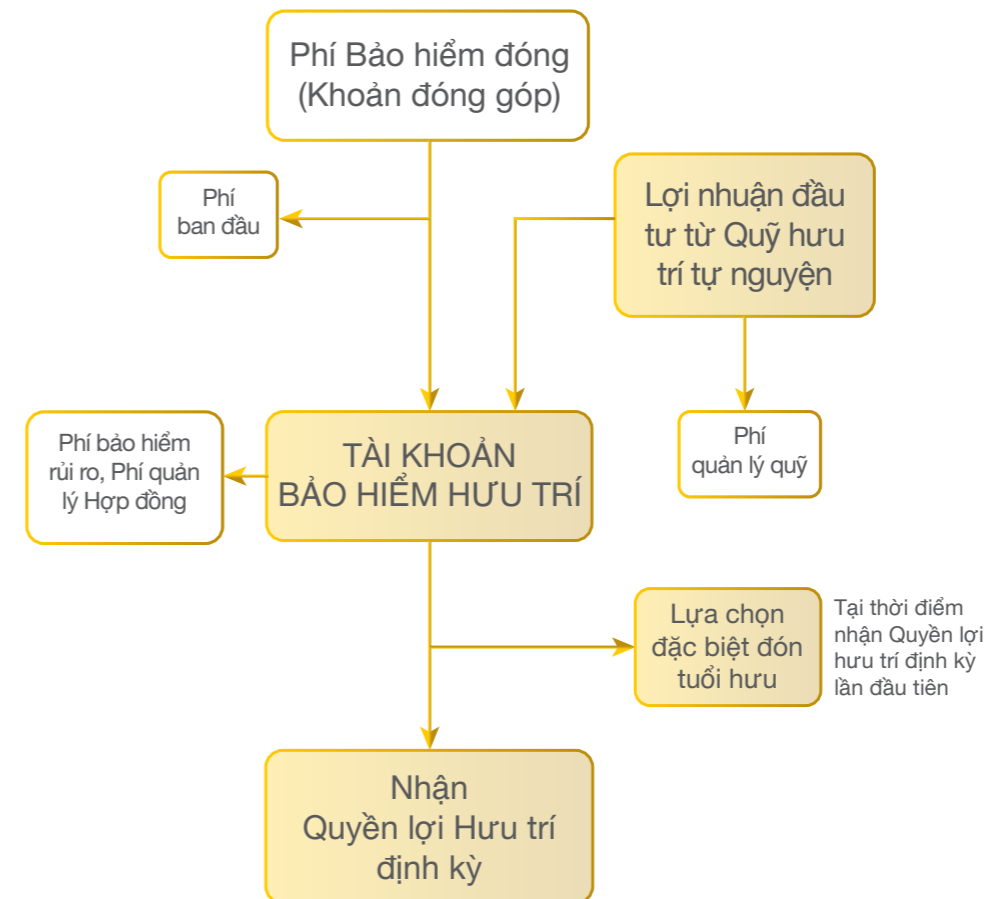 Phí Bảo hiểm đóng
(Khoản đóng góp)
Phí
ban đầu
Lợi nhuận đầu
tư từ Quỹ hưu
trí tự nguyện
Phí bảo hiểm
rủi ro, Phí quản
lý Hợp đồng
TÀI KHOẢN
BẢO HIỂM HƯU TRÍ
Phí
quản lý quỹ
Lựa chọn
đặc biệt đón
tuổi hưu
Tại thời điểm
nhận Quyền lợi
hưu trí định kỳ
lần đầu tiên
Nhận
Quyền lợi Hưu trí
định kỳ